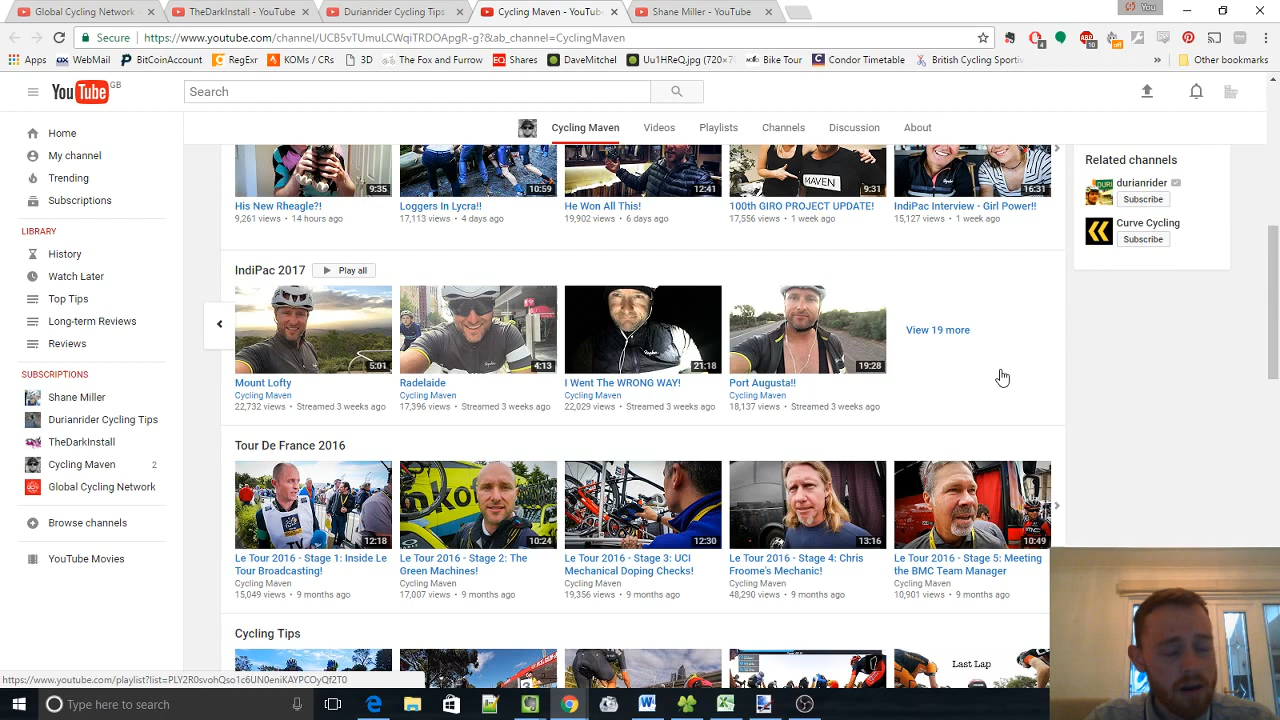 Global Cycling Network - TheDarkInstall - YouTube Durianrider Cycling Tips Cycling Maven - YouTube Shane Miller - YouTube You
Secure https://www.youtube.com/channel/UCB5vTUmuLCWqiTRDOApgR-g?&ab_channel=CyclingMaven
Apps WebMail BitCoinAccount RegExr KOMs / CRs 3D The Fox and Furrow Shares DaveMitchel Uu1HReQ.jpg (720×7 Bike Tour Condor Timetable British Cycling Sportiv » Other bookmarks
YouTube GB Search
Cycling Maven Videos Playlists Channels Discussion About
Home
My channel
Trending
Subscriptions
LIBRARY
History
Watch Later
Top Tips
Long-term Reviews
Reviews
SUBSCRIPTIONS
Shane Miller
Durianrider Cycling Tips
TheDarkInstall
Cycling Maven 2
Global Cycling Network
Browse channels
YouTube Movies
MAVEN
9:35 10:59 12:41 9:31 16:31
His New Rheagle?! Loggers In Lycra!! He Won All This! 100th GIRO PROJECT UPDATE! IndiPac Interview - Girl Power!!
9,261 views • 14 hours ago 17,113 views • 4 days ago 19,902 views • 6 days ago 17,556 views • 1 week ago 15,127 views • 1 week ago
IndiPac 2017 Play all
5:01 4:13 21:18 19:28
View 19 more
Mount Lofty Radelaide I Went The WRONG WAY! Port Augusta!!
Cycling Maven Cycling Maven Cycling Maven Cycling Maven
22,732 views • Streamed 3 weeks ago 17,396 views • Streamed 3 weeks ago 22,029 views • Streamed 3 weeks ago 18,137 views • Streamed 3 weeks ago
Tour De France 2016
12:18 10:24 12:30 13:16 10:49
Le Tour 2016 - Stage 1: Inside Le Le Tour 2016 - Stage 2: The Le Tour 2016 - Stage 3: UCI Le Tour 2016 - Stage 4: Chris Le Tour 2016 - Stage 5: Meeting
Tour Broadcasting! Green Machines! Mechanical Doping Checks! Froome's Mechanic! the BMC Team Manager
Cycling Maven Cycling Maven Cycling Maven Cycling Maven Cycling Maven
15,049 views • 9 months ago 17,007 views • 9 months ago 19,356 views • 9 months ago 48,290 views • 9 months ago 10,901 views • 9 months ago
Cycling Tips
Last Lap
Related channels
durianrider
Subscribe
Curve Cycling
Subscribe
Type here to search